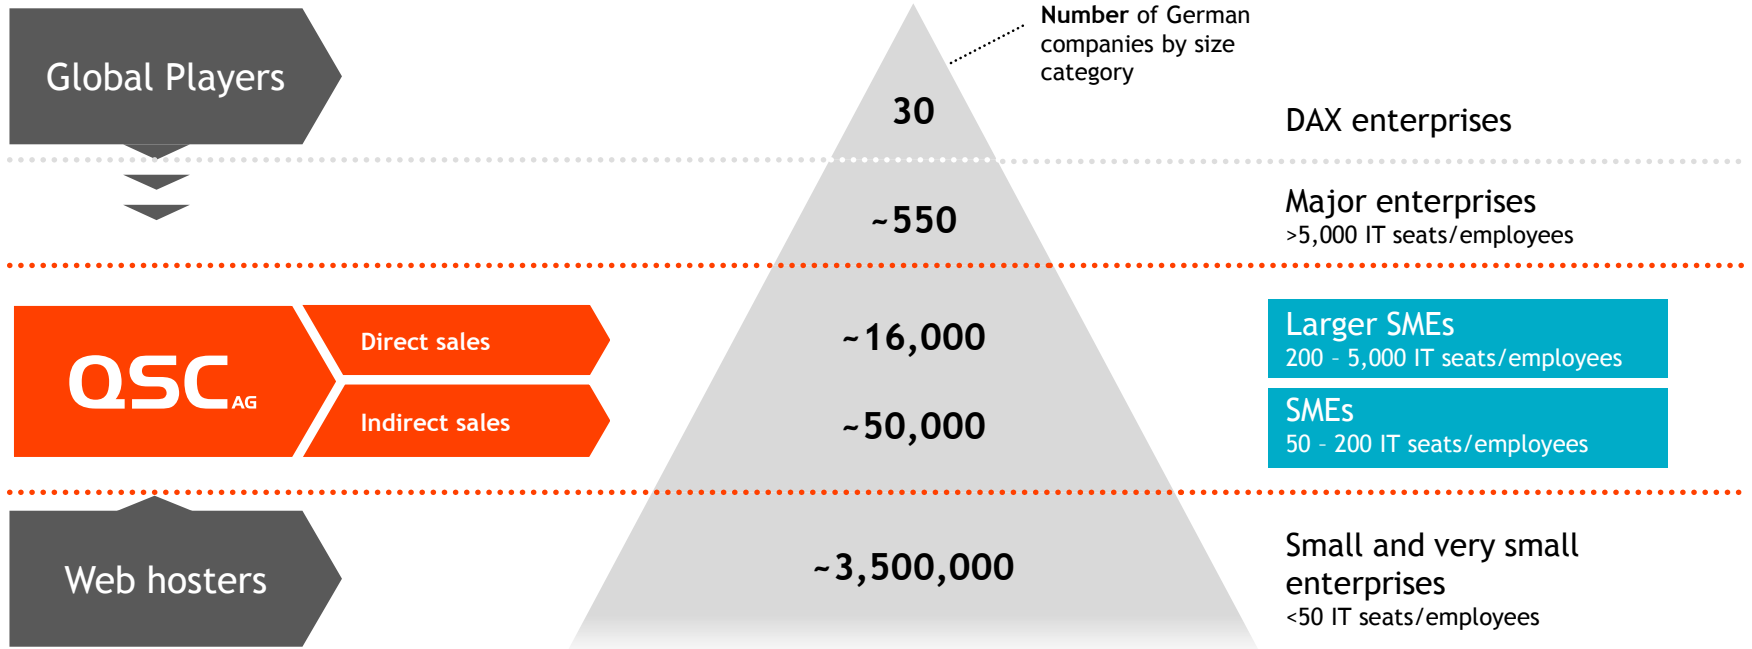 Number of German
companies by size
category
Global Players
30
DAX enterprises
~550
Major enterprises
>5,000 IT seats/employees
QSC AG
Direct sales
~16,000
Larger SMEs
200 – 5,000 IT seats/employees
Indirect sales
~50,000
SMEs
50 – 200 IT seats/employees
Web hosters
~3,500,000
Small and very small
enterprises
<50 IT seats/employees